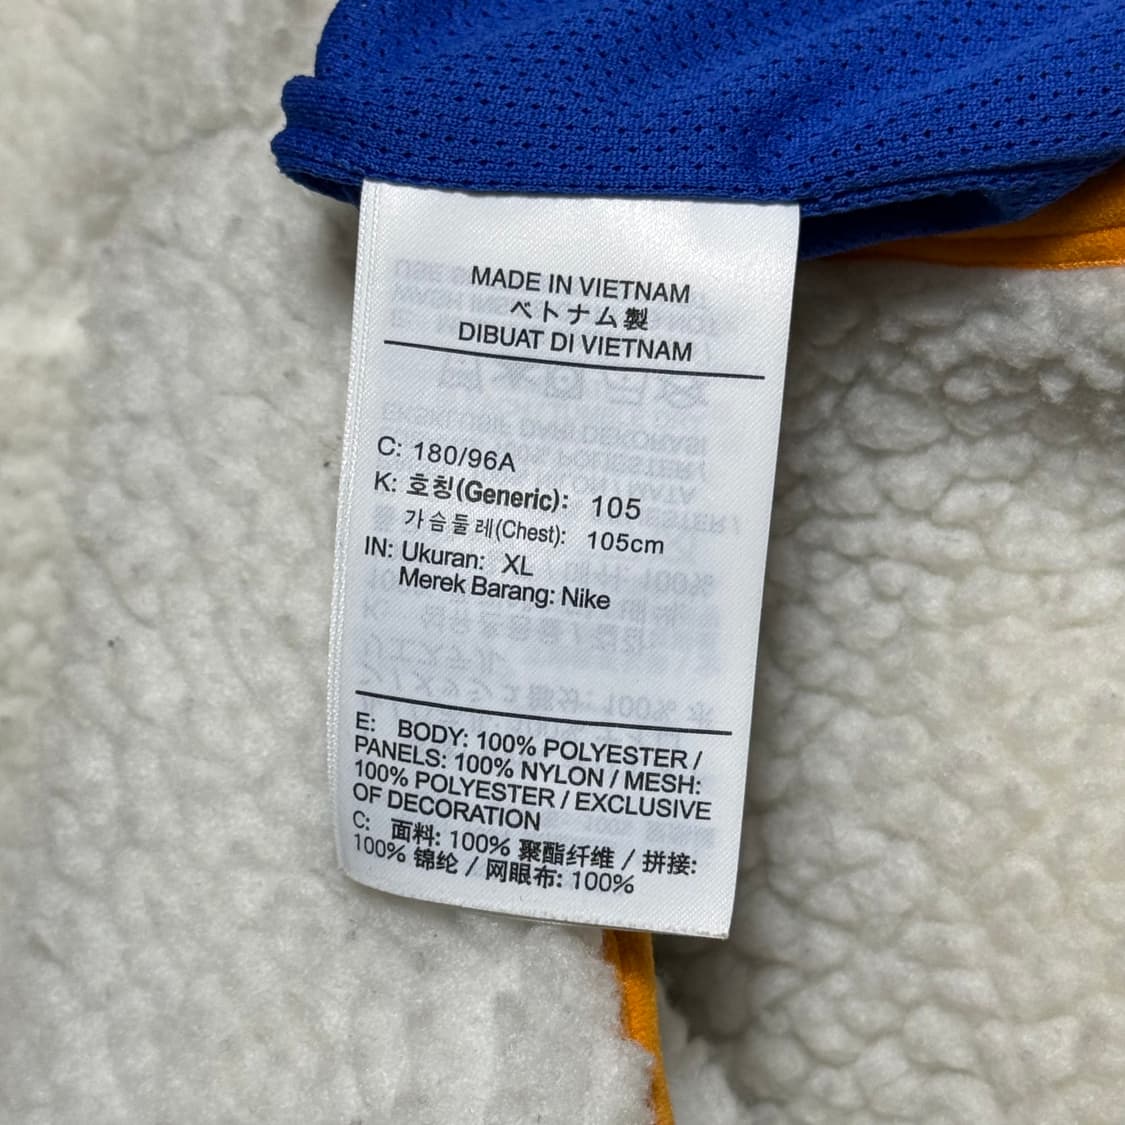 MADE IN VIETNAM
ベトナム製
DIBUAT DI VIETNAM
C: 180/96A
K: 호칭(Generic): 105
가슴둘레(Chest): 105cm
IN: Ukuran: XL
Merek Barang: Nike
E: BODY: 100% POLYESTER /
PANELS: 100% NYLON / MESH:
100% POLYESTER / EXCLUSIVE
OF DECORATION
C: 面料: 100% 聚酯纤维 / 拼接:
100% 锦纶 / 网眼布: 100%